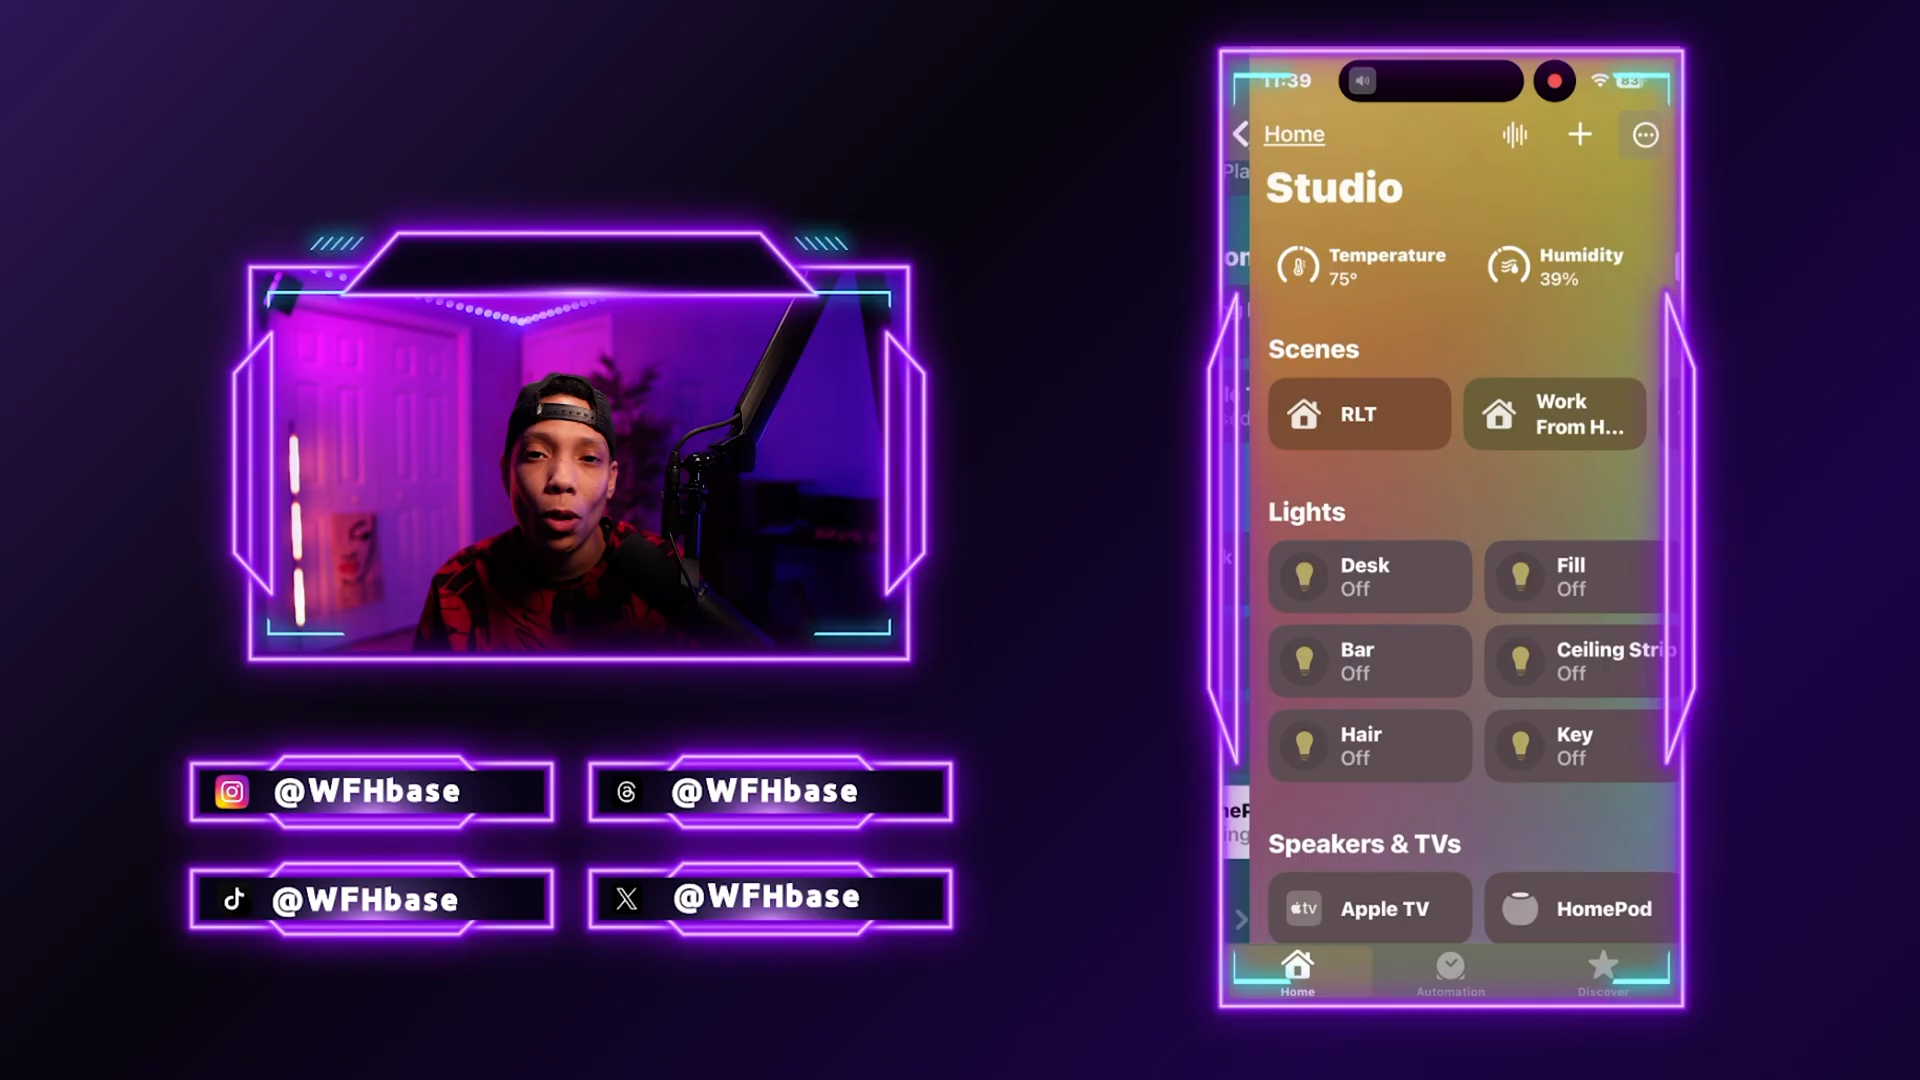 @WFHbase
@WFHbase
@WFHbase
@WFHbase
11:39
83
Home
Studio
Temperature
75°
Humidity
39%
Scenes
RLT
Work
From H...
Lights
Desk
Off
Fill
Off
Bar
Off
Ceiling Strip
Off
Hair
Off
Key
Off
Speakers & TVs
tv
Apple TV
HomePod
Home
Automation
Discover